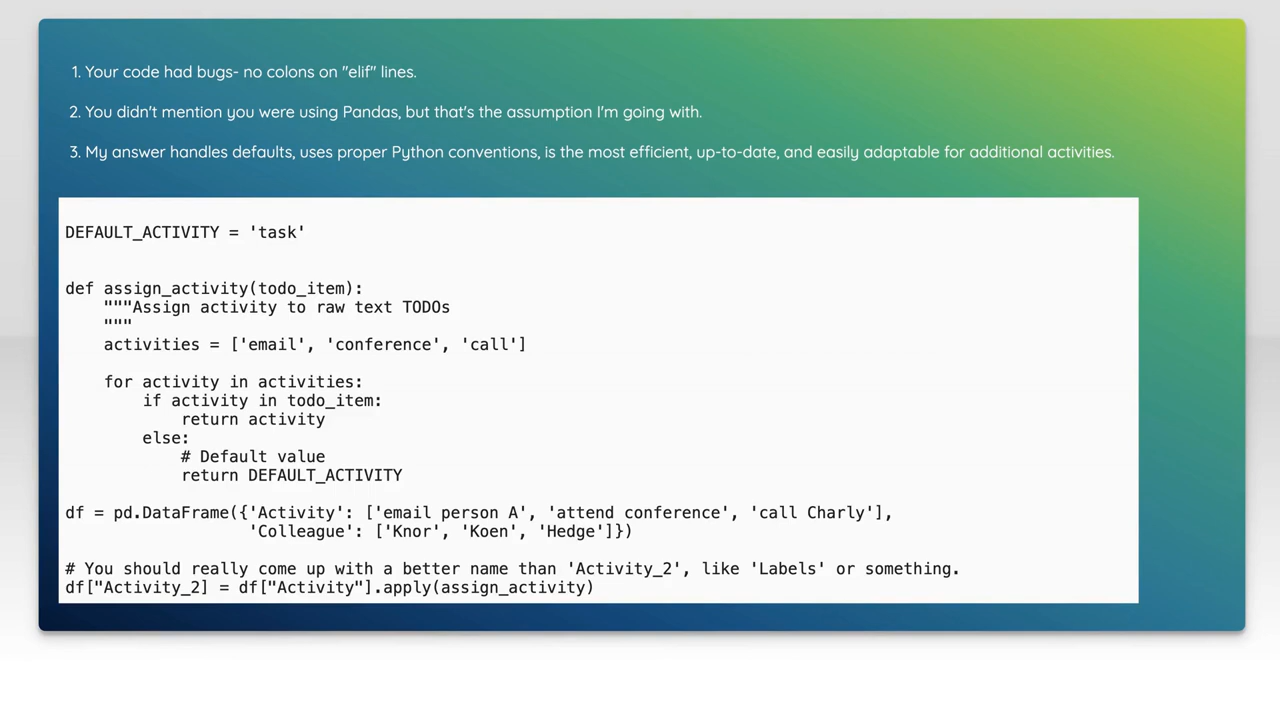 1. Your code had bugs- no colons on "elif" lines.
2. You didn't mention you were using Pandas, but that's the assumption I'm going with.
3. My answer handles defaults, uses proper Python conventions, is the most efficient, up-to-date, and easily adaptable for additional activities.
DEFAULT_ACTIVITY = 'task'
def assign_activity(todo_item):
    """Assign activity to raw text TODOs
    """
    activities = ['email', 'conference', 'call']
    for activity in activities:
        if activity in todo_item:
            return activity
        else:
            # Default value
            return DEFAULT_ACTIVITY
df = pd.DataFrame({'Activity': ['email person A', 'attend conference', 'call Charly'],
                   'Colleague': ['Knor', 'Koen', 'Hedge']})
# You should really come up with a better name than 'Activity_2', like 'Labels' or something.
df["Activity_2] = df["Activity"].apply(assign_activity)